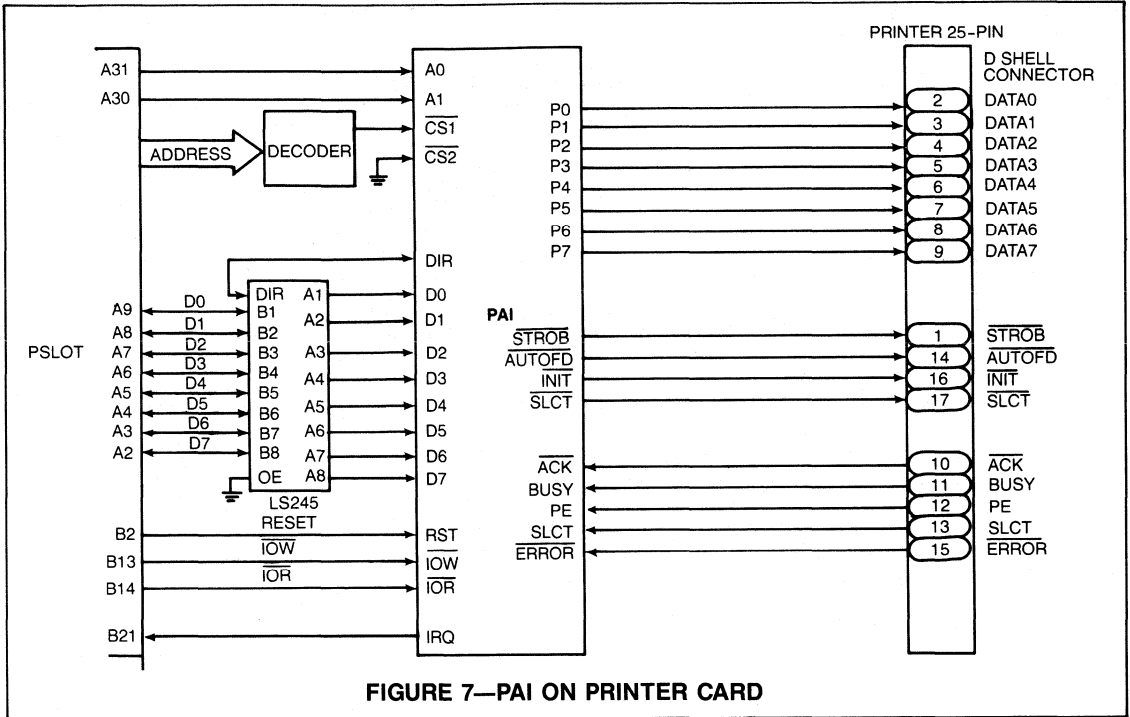 PRINTER 25-PIN
D SHELL
CONNECTOR
A31
A0
A30
A1
ADDRESS
DECODER
CS1
CS2
P0
P1
P2
P3
P4
P5
P6
P7
2
DATA0
3
DATA1
4
DATA2
5
DATA3
6
DATA4
7
DATA5
8
DATA6
9
DATA7
DIR
PSLOT
A9
D0
A8
D1
A7
D2
A6
D3
A5
D4
A4
D5
A3
D6
A2
D7
DIR
B1
B2
B3
B4
B5
B6
B7
B8
OE
A1
A2
A3
A4
A5
A6
A7
A8
LS245
D0
D1
D2
D3
D4
D5
D6
D7
PAI
STROB
AUTOFD
INIT
SLCT
1
STROB
14
AUTOFD
16
INIT
17
SLCT
ACK
BUSY
PE
SLCT
ERROR
10
ACK
11
BUSY
12
PE
13
SLCT
15
ERROR
B2
RESET
RST
B13
IOW
IOW
B14
IOR
IOR
B21
IRQ
FIGURE 7—PAI ON PRINTER CARD